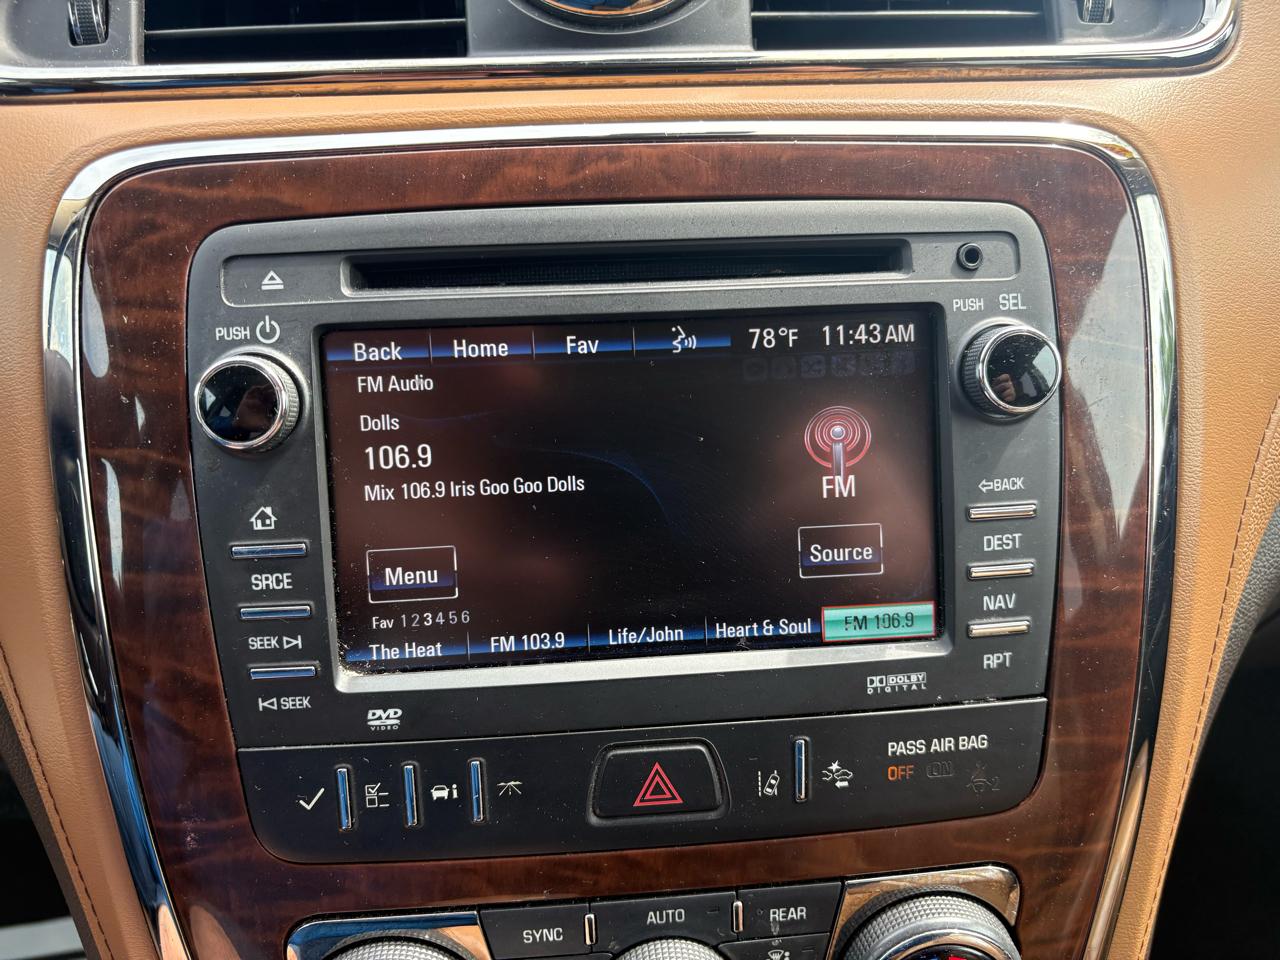 PUSH
PUSH SEL
Back Home Fav 78°F 11:43 AM
FM Audio
Dolls
106.9
Mix 106.9 Iris Goo Goo Dolls
FM
Menu
Source
Fav 1 2 3 4 5 6
The Heat FM 103.9 Life/John Heart & Soul FM 106.9
SRCE
SEEK
SEEK
BACK
DEST
NAV
RPT
DVD
VIDEO
DOLBY
DIGITAL
PASS AIR BAG
OFF ON
2
SYNC AUTO REAR